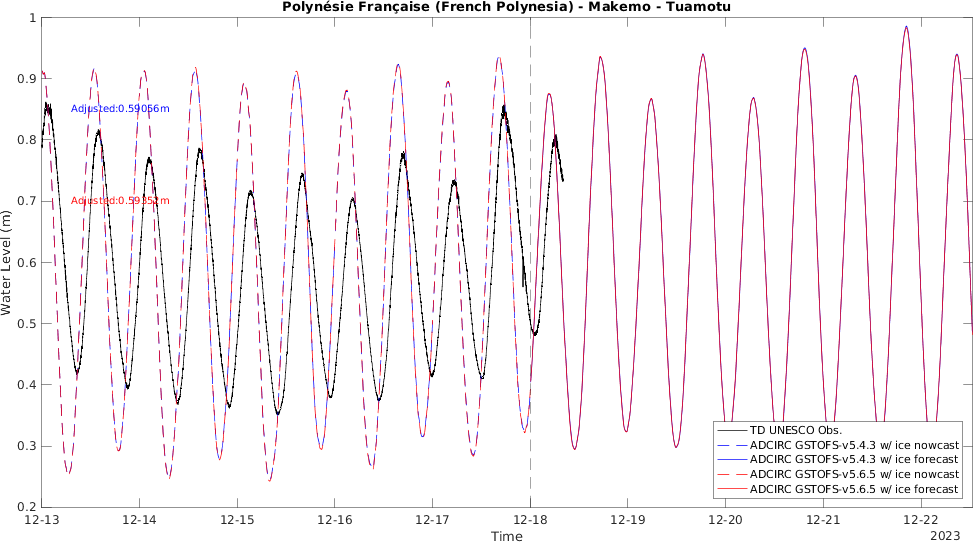 Polynésie Française (French Polynesia) - Makemo - Tuamotu
1
0.9
0.8
0.7
0.6
0.5
0.4
0.3
0.2
Water Level (m)
Adjusted:0.59056m
Adjusted:0.59352m
TD UNESCO Obs.
ADCIRC GSTOFS-v5.4.3 w/ ice nowcast
ADCIRC GSTOFS-v5.4.3 w/ ice forecast
ADCIRC GSTOFS-v5.6.5 w/ ice nowcast
ADCIRC GSTOFS-v5.6.5 w/ ice forecast
12-13 12-14 12-15 12-16 12-17 12-18 12-19 12-20 12-21 12-22
Time
2023